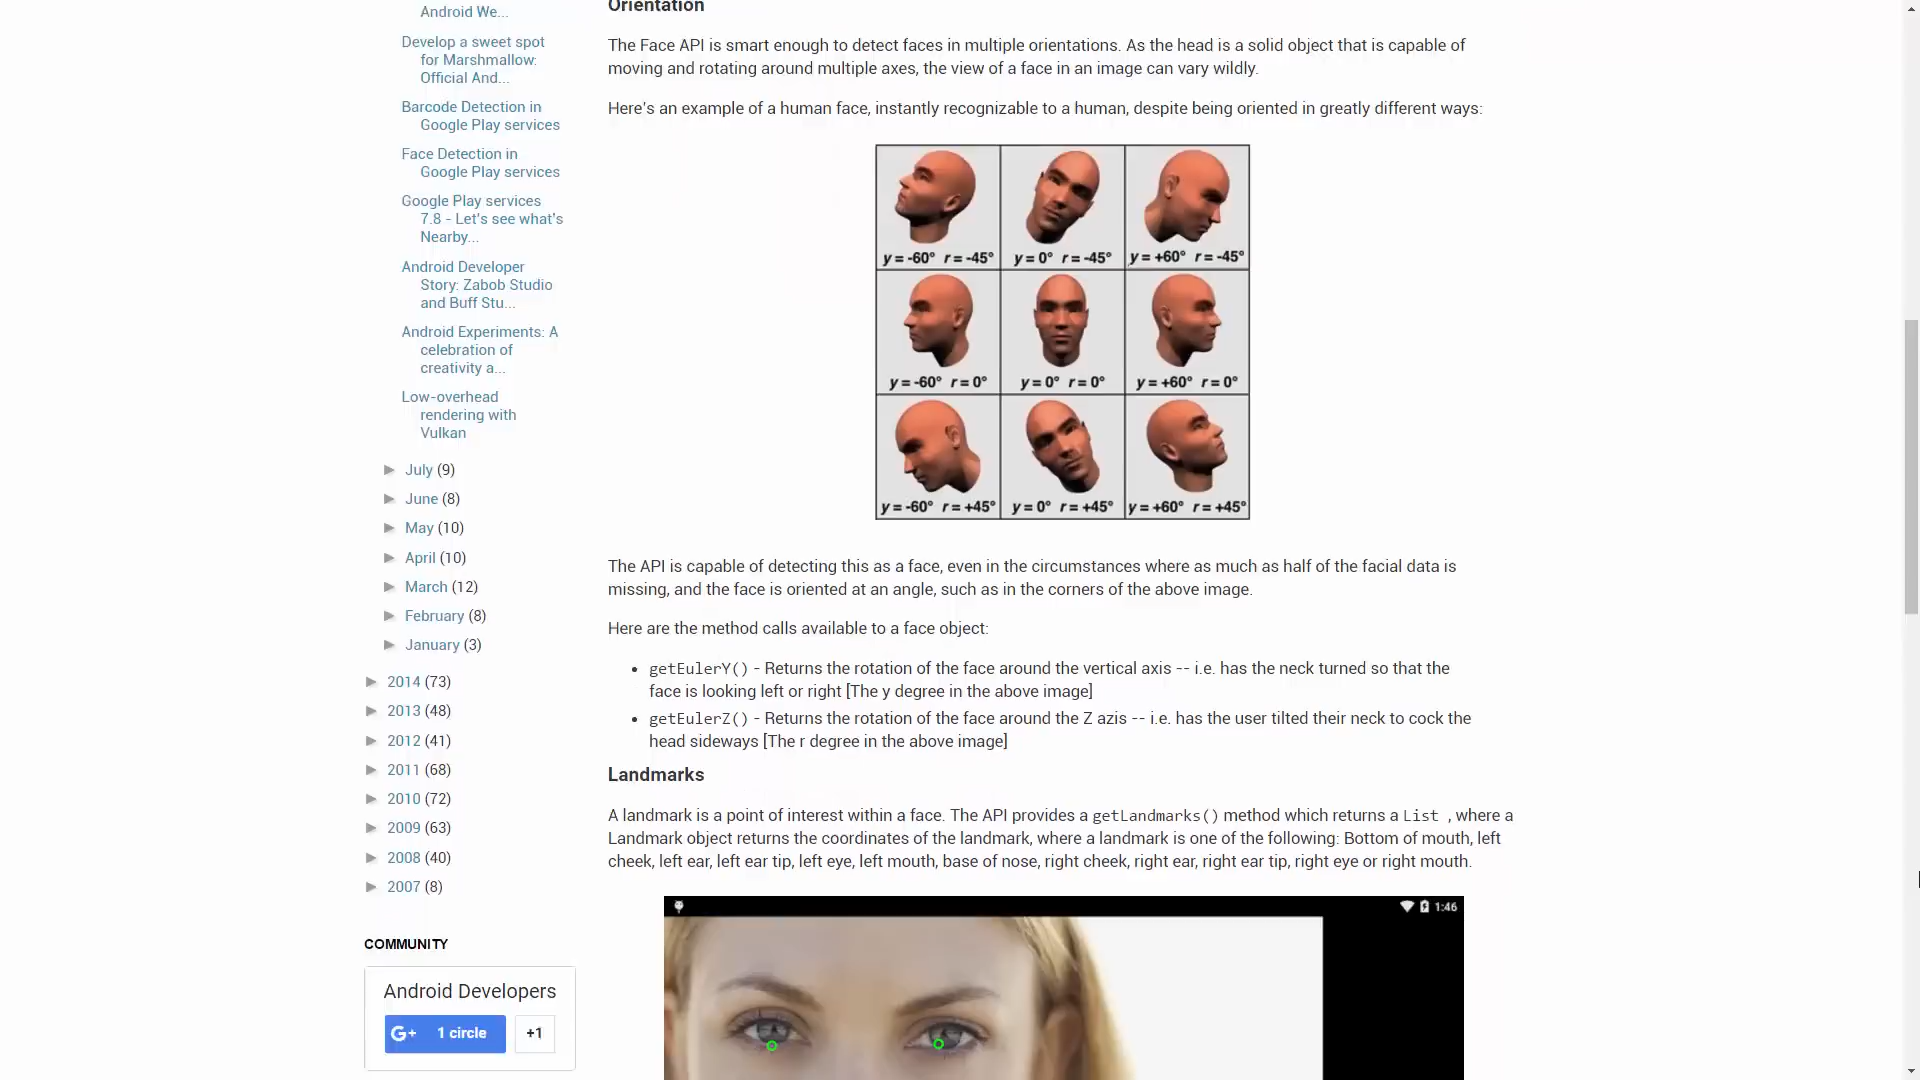 Android We...
Develop a sweet spot
for Marshmallow:
Official And...
Barcode Detection in
Google Play services
Face Detection in
Google Play services
Google Play services
7.8 - Let's see what's
Nearby...
Android Developer
Story: Zabob Studio
and Buff Stu...
Android Experiments: A
celebration of
creativity a...
Low-overhead
rendering with
Vulkan
► July (9)
► June (8)
► May (10)
► April (10)
► March (12)
► February (8)
► January (3)
► 2014 (73)
► 2013 (48)
► 2012 (41)
► 2011 (68)
► 2010 (72)
► 2009 (63)
► 2008 (40)
► 2007 (8)
COMMUNITY
Android Developers
G+ 1 circle +1
Orientation
The Face API is smart enough to detect faces in multiple orientations. As the head is a solid object that is capable of
moving and rotating around multiple axes, the view of a face in an image can vary wildly.
Here's an example of a human face, instantly recognizable to a human, despite being oriented in greatly different ways:
y = -60° r = -45° y = 0° r = -45° y = +60° r = -45°
y = -60° r = 0° y = 0° r = 0° y = +60° r = 0°
y = -60° r = +45° y = 0° r = +45° y = +60° r = +45°
The API is capable of detecting this as a face, even in the circumstances where as much as half of the facial data is
missing, and the face is oriented at an angle, such as in the corners of the above image.
Here are the method calls available to a face object:
• getEulerY() - Returns the rotation of the face around the vertical axis -- i.e. has the neck turned so that the
face is looking left or right [The y degree in the above image]
• getEulerZ() - Returns the rotation of the face around the Z azis -- i.e. has the user tilted their neck to cock the
head sideways [The r degree in the above image]
Landmarks
A landmark is a point of interest within a face. The API provides a getLandmarks() method which returns a List , where a
Landmark object returns the coordinates of the landmark, where a landmark is one of the following: Bottom of mouth, left
cheek, left ear, left ear tip, left eye, left mouth, base of nose, right cheek, right ear, right ear tip, right eye or right mouth.
1:46